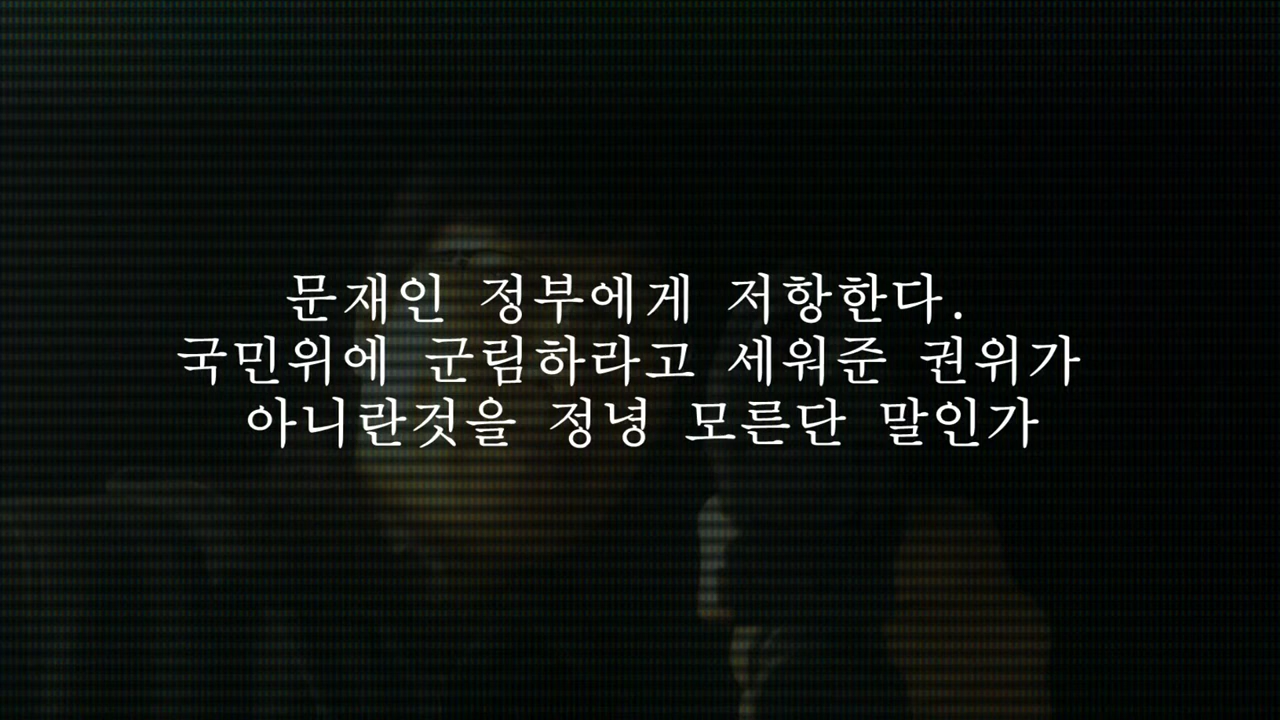 문재인 정부에게 저항한다.
국민위에 군림하라고 세워준 권위가
아니란것을 정녕 모른단 말인가